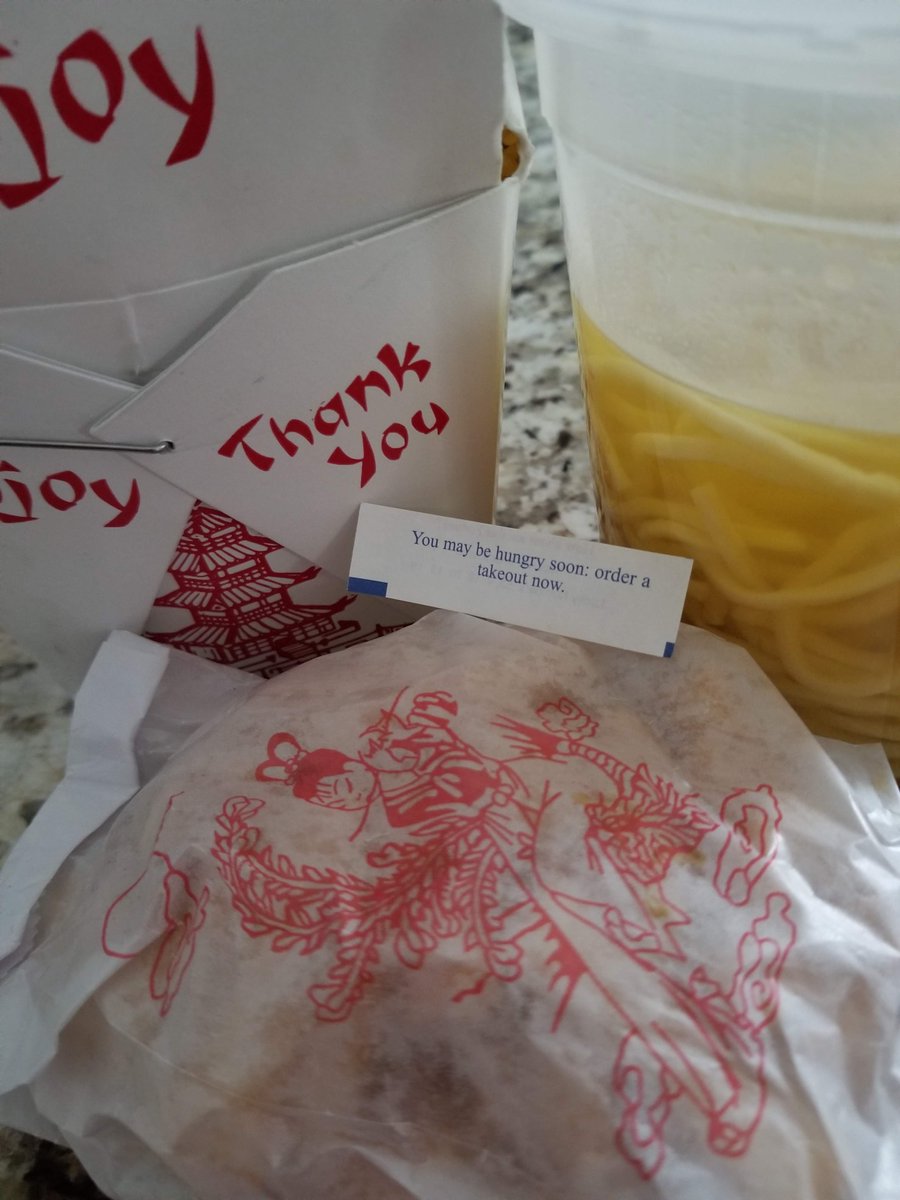 joy
Thank
you
joy
You may be hungry soon: order a
takeout now.